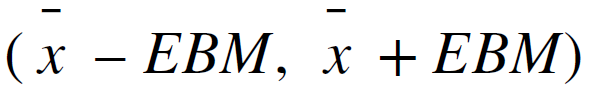 (x̄ – EBM, x̄ + EBM)